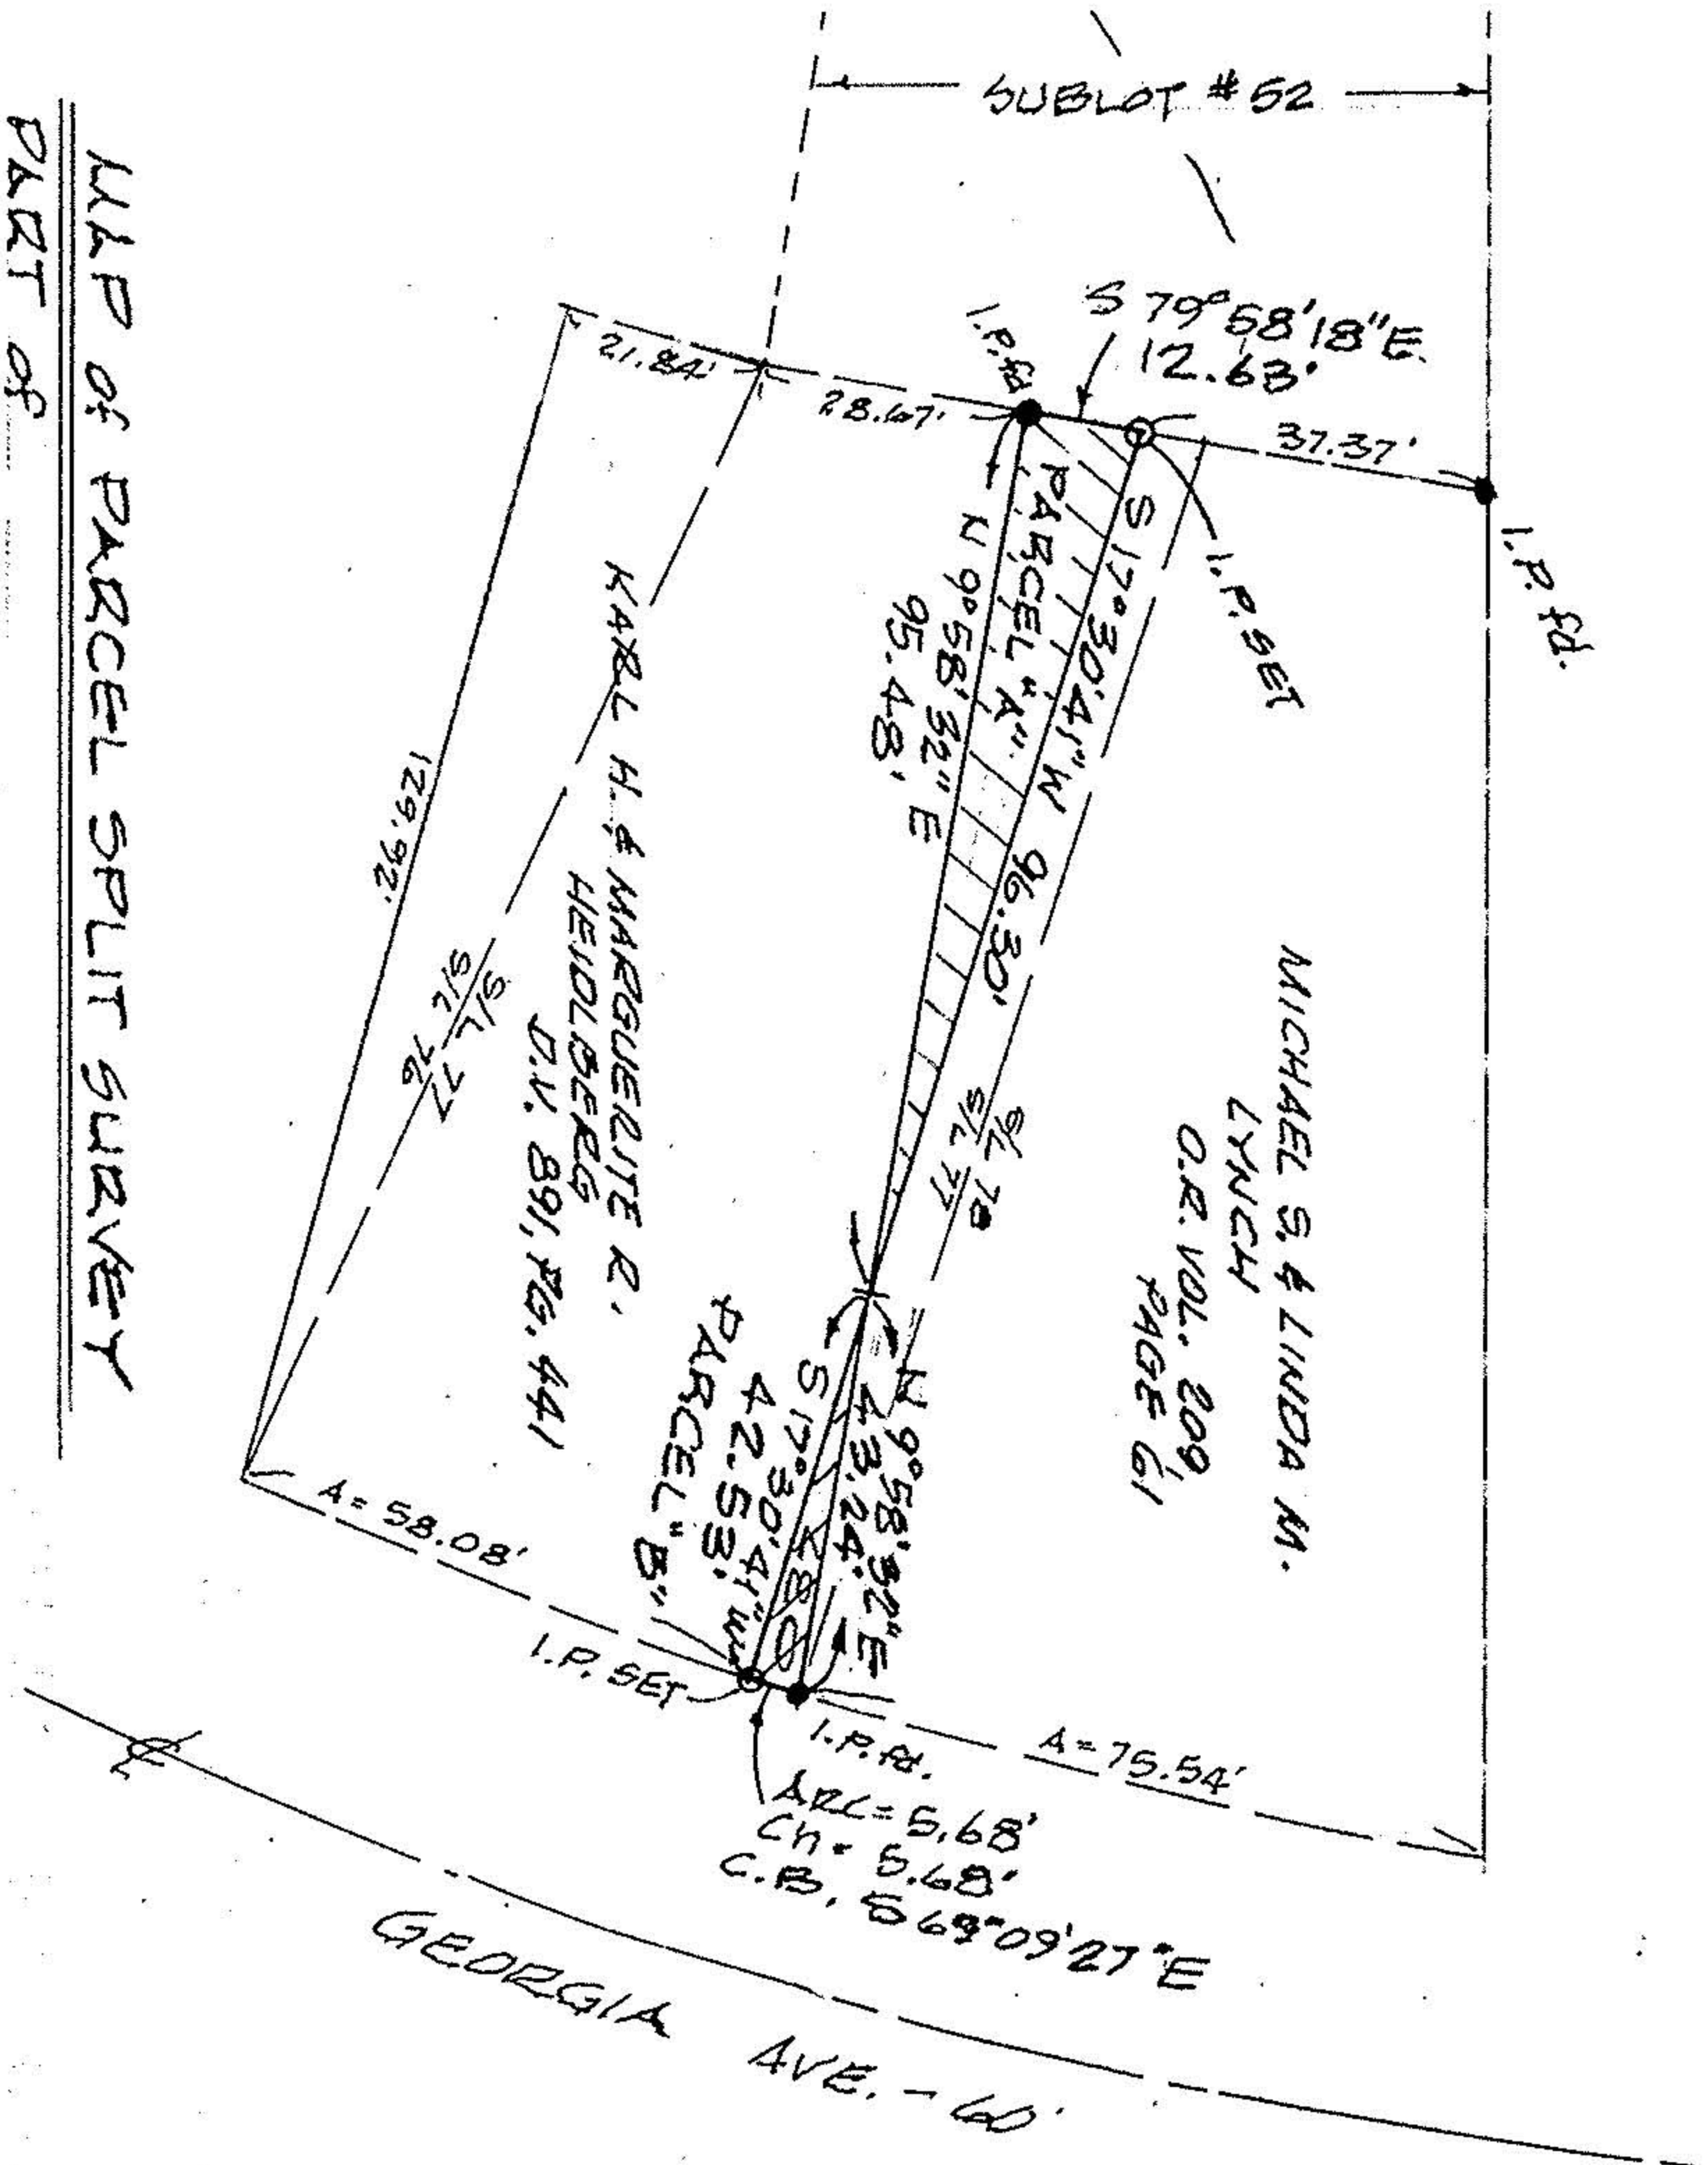 SUBLOT # 52
S 79° 58' 18" E
12.63'
I.P. fd.
21.84'
28.67'
37.37'
I.P. fd.
I.P. SET
PARCEL "A"
S 17° 30' 41" W 96.30'
N 9° 58' 32" E
95.48'
KARL H. & MARGUERITE R.
HEIDLBERG
D.V. 891, PG. 441
MICHAEL S. & LINDA M.
LYNCH
O.R. VOL. 209,
PAGE 61
129.92'
S/L 77
S/L 76
S/L 78
S/L 77
N 9° 58' 32" E
43.24'
S 17° 30' 41" W
42.53'
PARCEL "B"
A = 58.08'
I.P. SET
I.P. fd.
A = 75.54'
ARC = 5.68'
Ch = 5.68'
C.B. S 69° 09' 27" E
GEORGIA AVE. - 60'
MAP of PARCEL SPLIT SURVEY
PART of